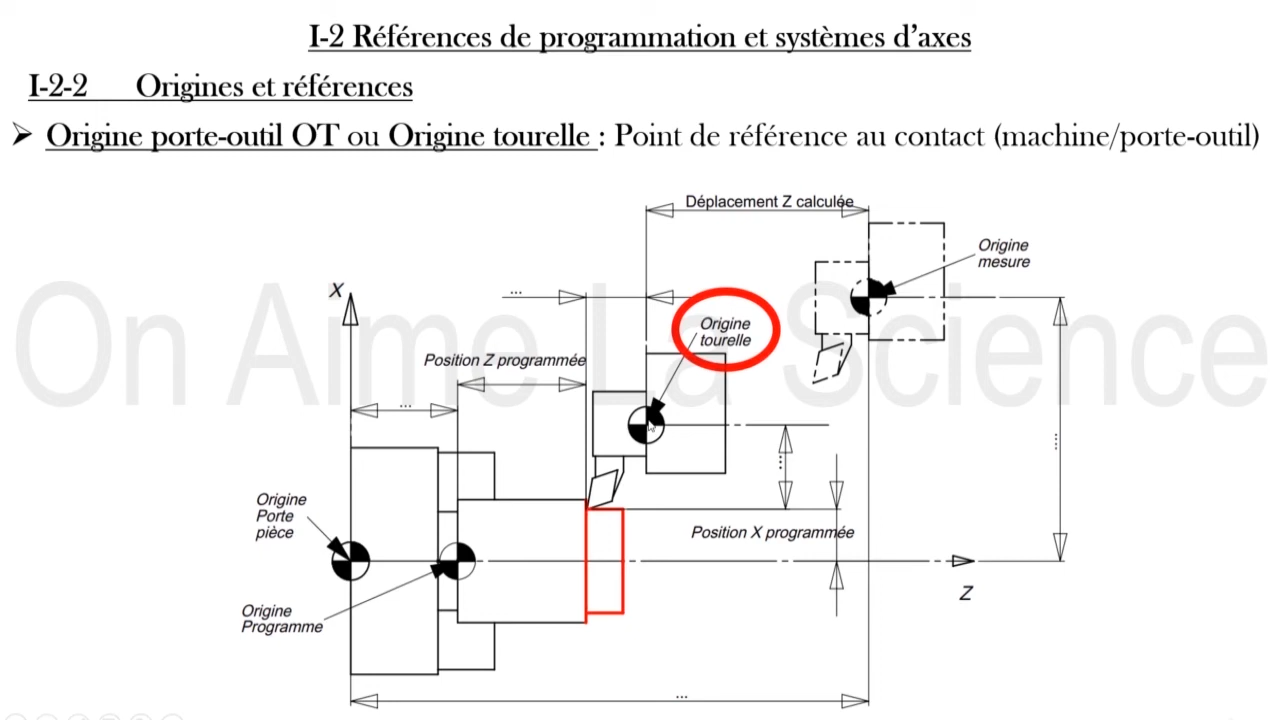 I-2 Références de programmation et systèmes d’axes
I-2-2 Origines et références
➢ Origine porte-outil OT ou Origine tourelle : Point de référence au contact (machine/porte-outil)
Déplacement Z calculée
Origine
mesure
X
...
Origine
tourelle
Position Z programmée
...
On Aime La Science
...
...
Origine
Porte
pièce
Position X programmée
Z
Origine
Programme
...